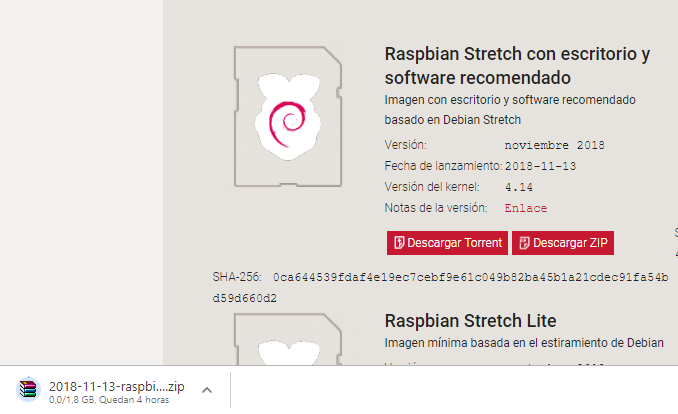 Raspbian Stretch con escritorio y
software recomendado
Imagen con escritorio y software recomendado
basado en Debian Stretch
Versión: noviembre 2018
Fecha de lanzamiento: 2018-11-13
Versión del kernel: 4.14
Notas de la versión: Enlace
Descargar Torrent Descargar ZIP
SHA-256: 0ca644539fdaf4e19ec7cebf9e61c049b82ba45b1a21cdec91fa54b
d59d660d2
Raspbian Stretch Lite
Imagen mínima basada en el estiramiento de Debian
2018-11-13-raspbi....zip
0,0/1,8 GB, Quedan 4 horas